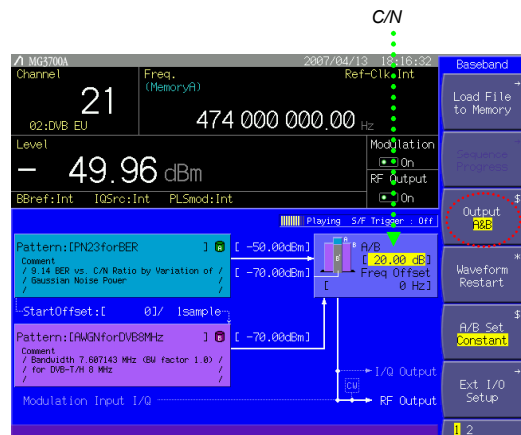 C/N
MG3700A 2007/04/13 18:16:32
Channel
21
02:DVB EU
Freq. Ref-Clk:Int
(MemoryA)
474 000 000.00 Hz
Level
- 49.96 dBm
Modulation
On
RF Output
On
BBref:Int IQSrc:Int PLSmod:Int
Playing S/F Trigger : Off
Pattern:[PN23forBER ] A [ -50.00dBm]
Comment
/ 9.14 BER vs. C/N Ratio by Variation of /
/ Gaussian Noise Power /
/ /
[ -70.00dBm]
A
B
B'
A/B
[ 20.00 dB]
Freq Offset
[ 0 Hz]
StartOffset:[ 0]/ 1sample
Pattern:[AWGNforDVB8MHz ] B [ -70.00dBm]
Comment
/ Bandwidth 7.607143 MHz (BW factor 1.0) /
/ for DVB-T/H 8 MHz /
/ /
I/Q Output
CW
Modulation Input I/Q
RF Output
Baseband
→
Load File
to Memory
Sequence
Progress
$
Output
A&B
*
Waveform
Restart
$
A/B Set
Constant
→
Ext I/O
Setup
1 2